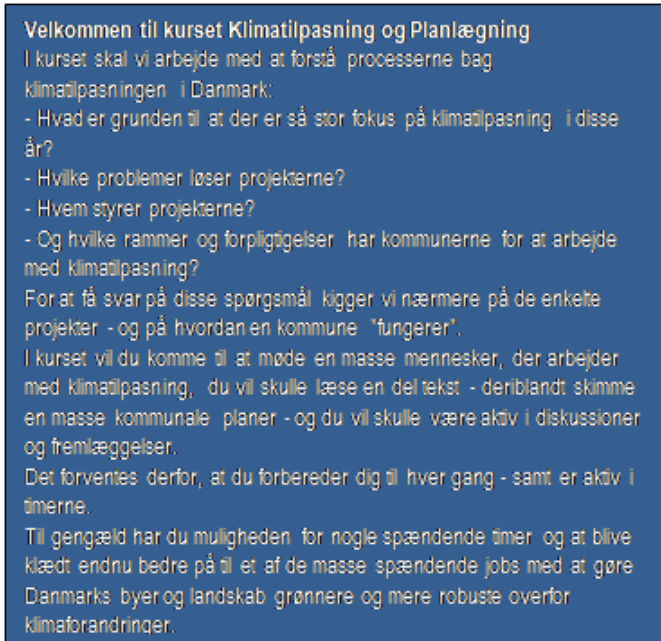 Velkommen til kurset Klimatilpasning og Planlægning
I kurset skal vi arbejde med at forstå processerne bag
klimatilpasningen i Danmark:
- Hvad er grunden til at der er så stor fokus på klimatilpasning i disse
år?
- Hvilke problemer løser projekterne?
- Hvem styrer projekterne?
- Og hvilke rammer og forpligtigelser har kommunerne for at arbejde
med klimatilpasning?
For at få svar på disse spørgsmål kigger vi nærmere på de enkelte
projekter - og på hvordan en kommune "fungerer".
I kurset vil du komme til at møde en masse mennesker, der arbejder
med klimatilpasning, du vil skulle læse en del tekst - deriblandt skimme
en masse kommunale planer - og du vil skulle være aktiv i diskussioner
og fremlæggelser.
Det forventes derfor, at du forbereder dig til hver gang - samt er aktiv i
timerne.
Til gengæld har du muligheden for nogle spændende timer og at blive
klædt endnu bedre på til et af de masse spændende jobs med at gøre
Danmarks byer og landskab grønnere og mere robuste overfor
klimaforandringer.